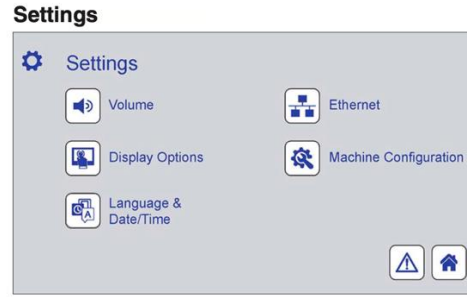 Settings
Settings
Volume
Ethernet
Display Options
Machine Configuration
Language &
Date/Time